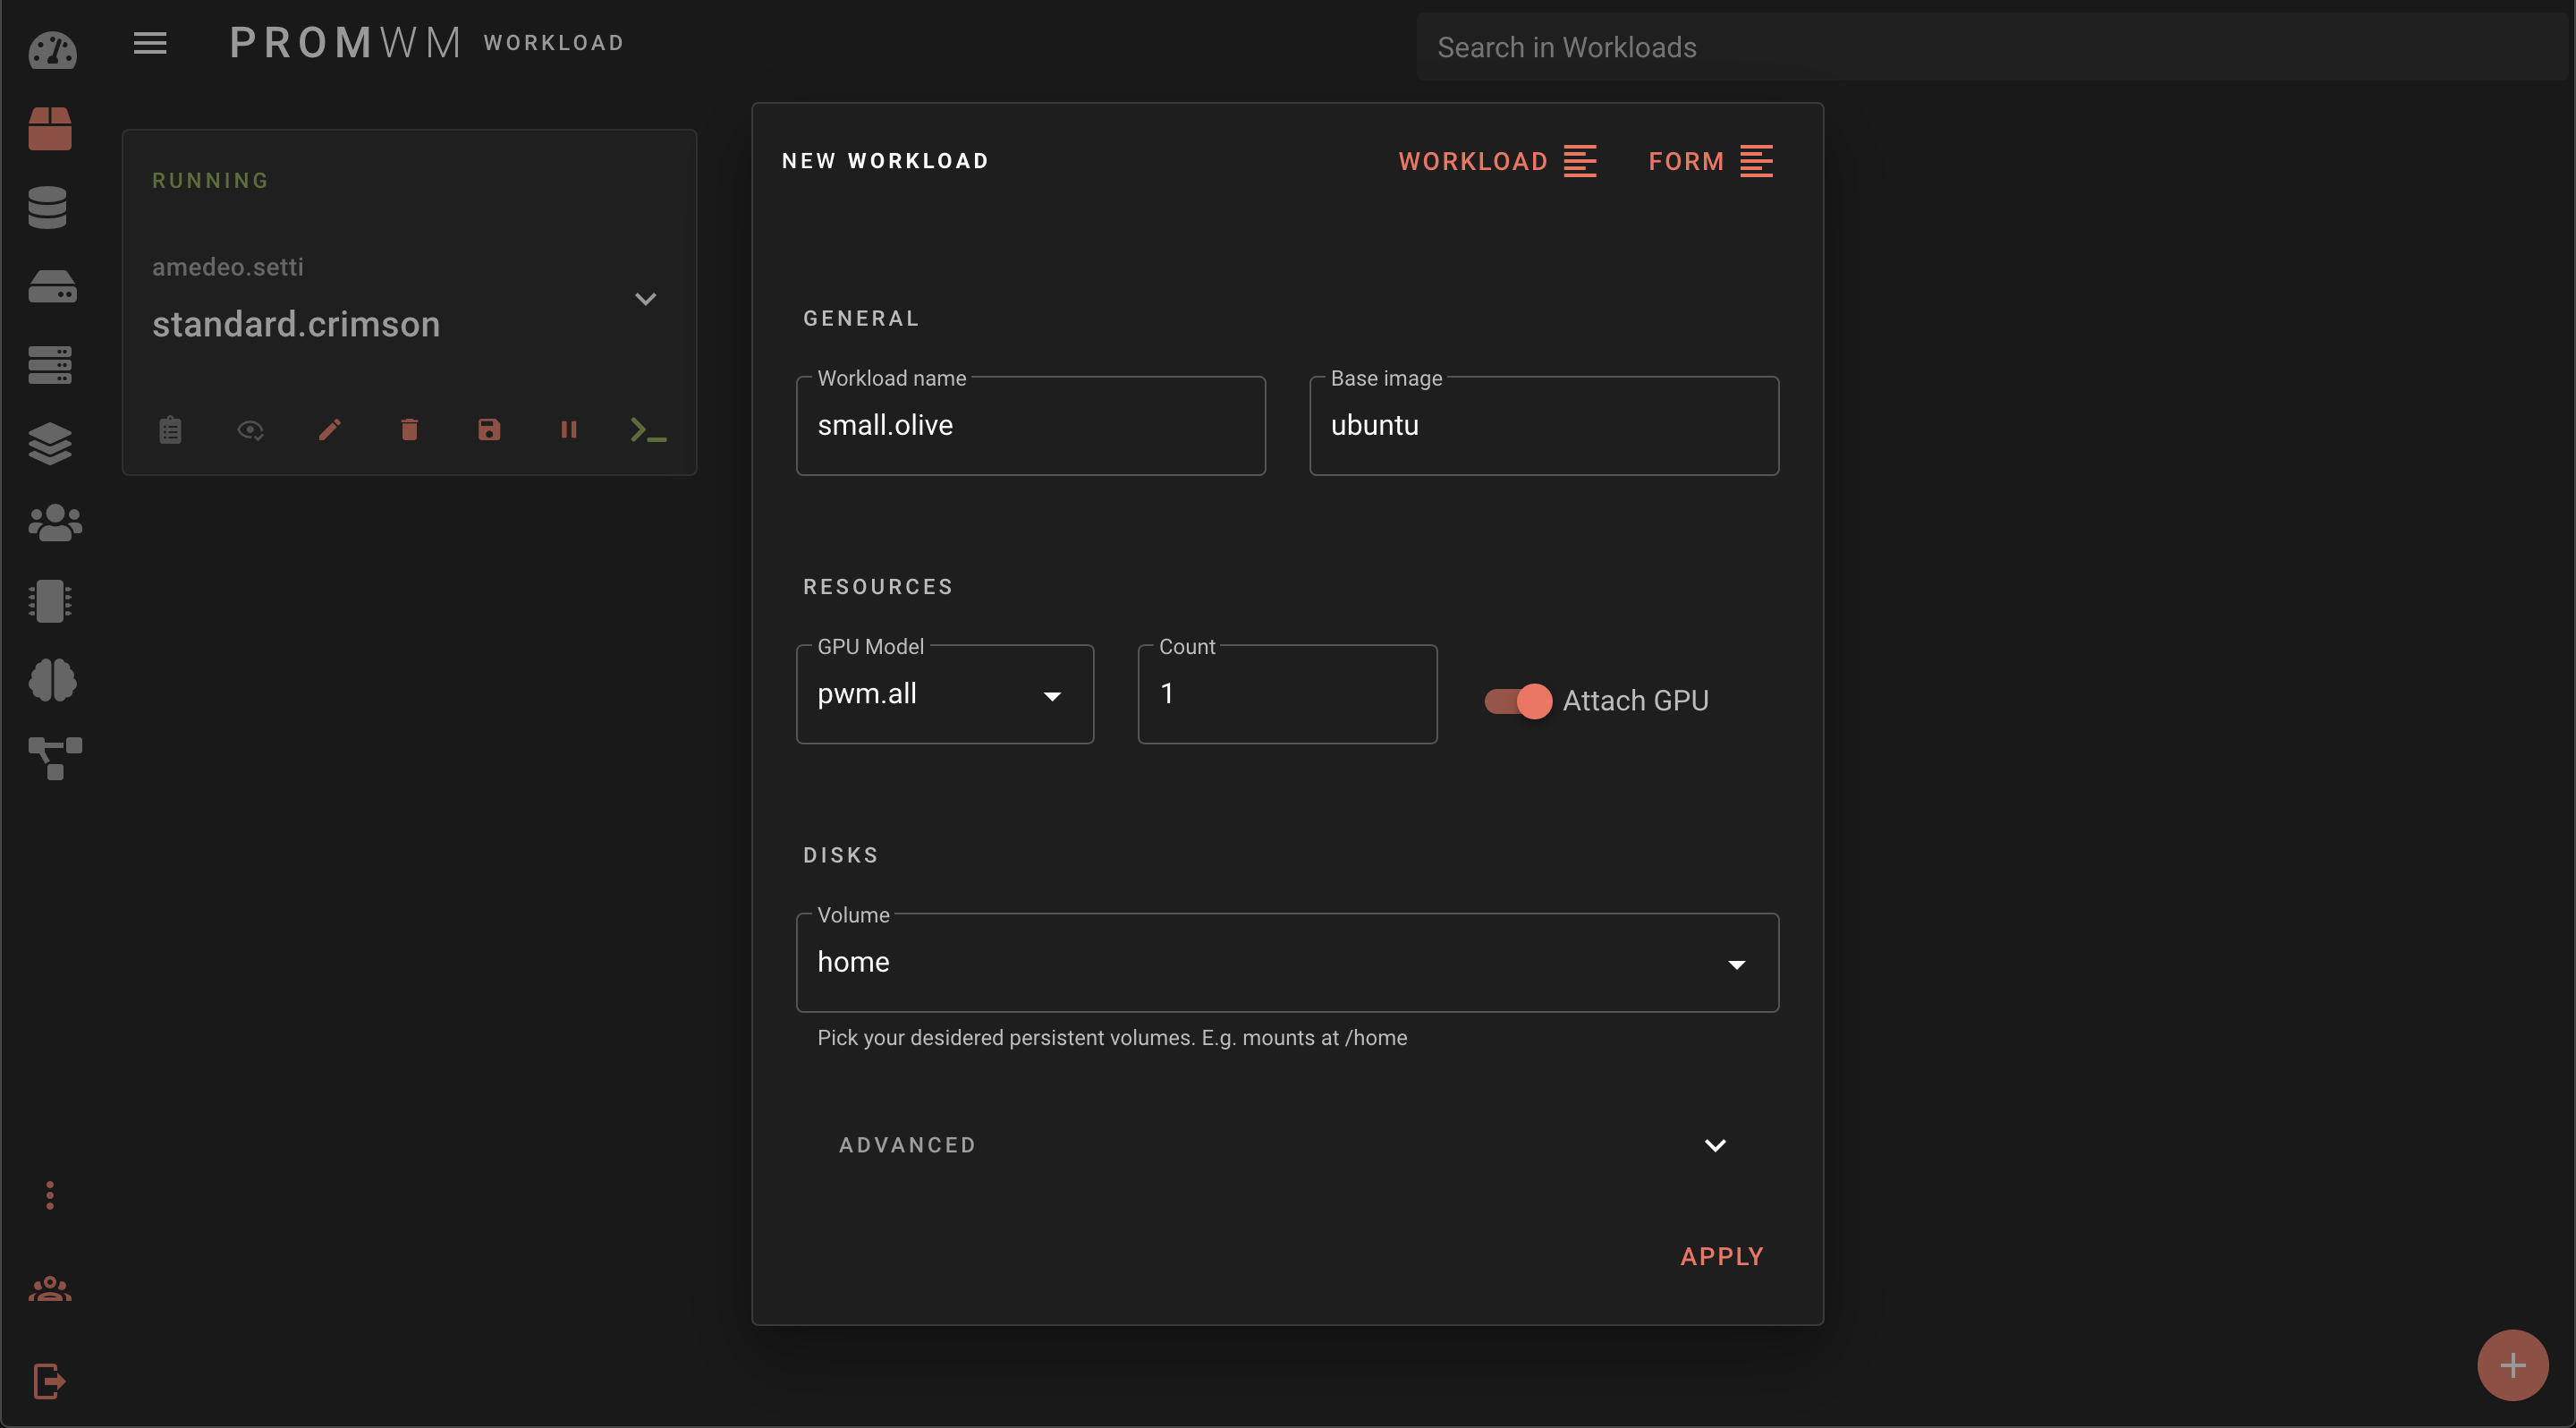 PROMWM WORKLOAD
Search in Workloads
RUNNING
amedeo.setti
standard.crimson
NEW WORKLOAD
WORKLOAD
FORM
GENERAL
Workload name
small.olive
Base image
ubuntu
RESOURCES
GPU Model
pwm.all
Count
1
Attach GPU
DISKS
Volume
home
Pick your desidered persistent volumes. E.g. mounts at /home
ADVANCED
APPLY